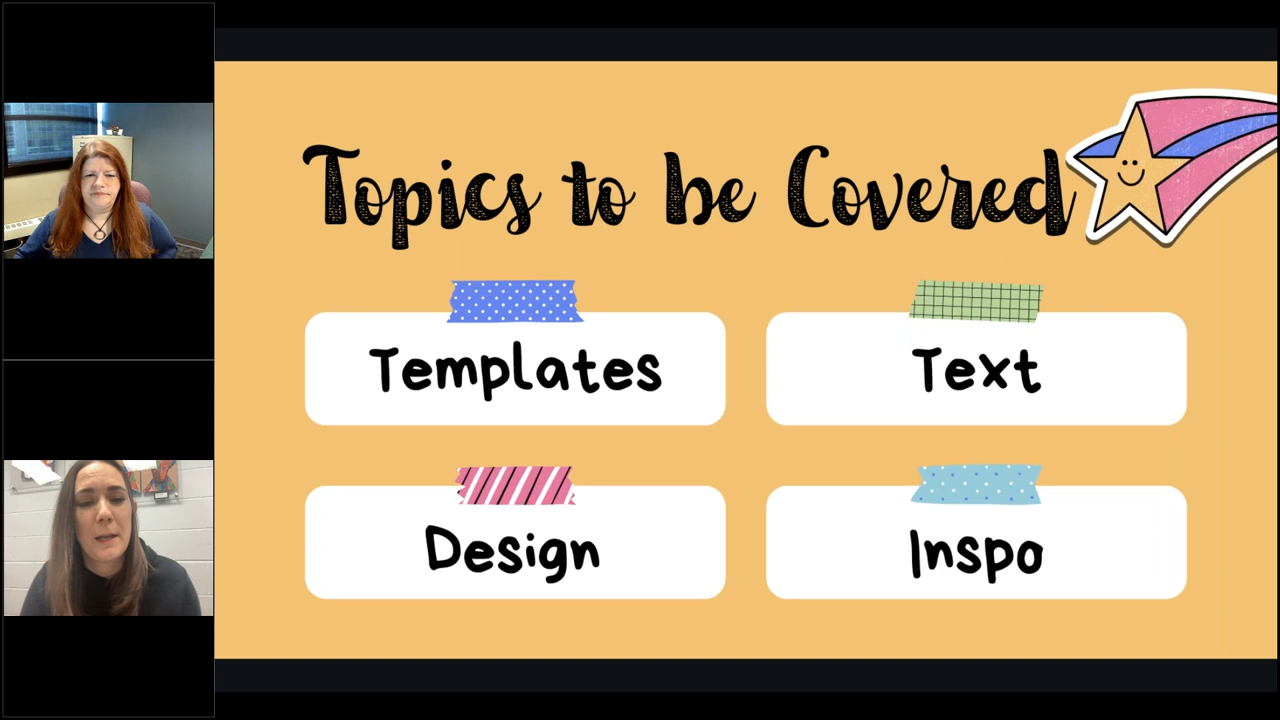 Topics to be Covered
Templates
Text
Design
Inspo